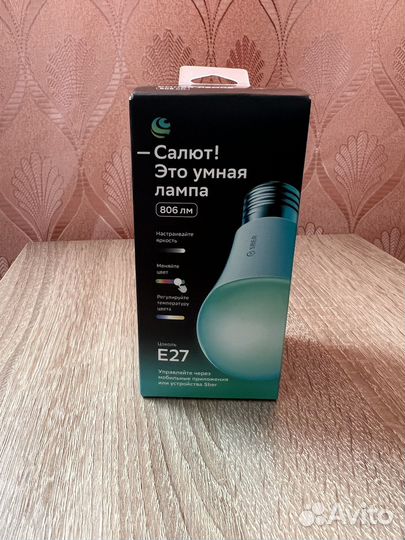 —Салют!
Это умная
лампа
806 лм
Настраивайте
яркость
Меняйте
цвет
Регулируйте
температуру
цвета
Цоколь
E27
Управляйте через
мобильные приложения
или устройства Sber
SBER
Avito